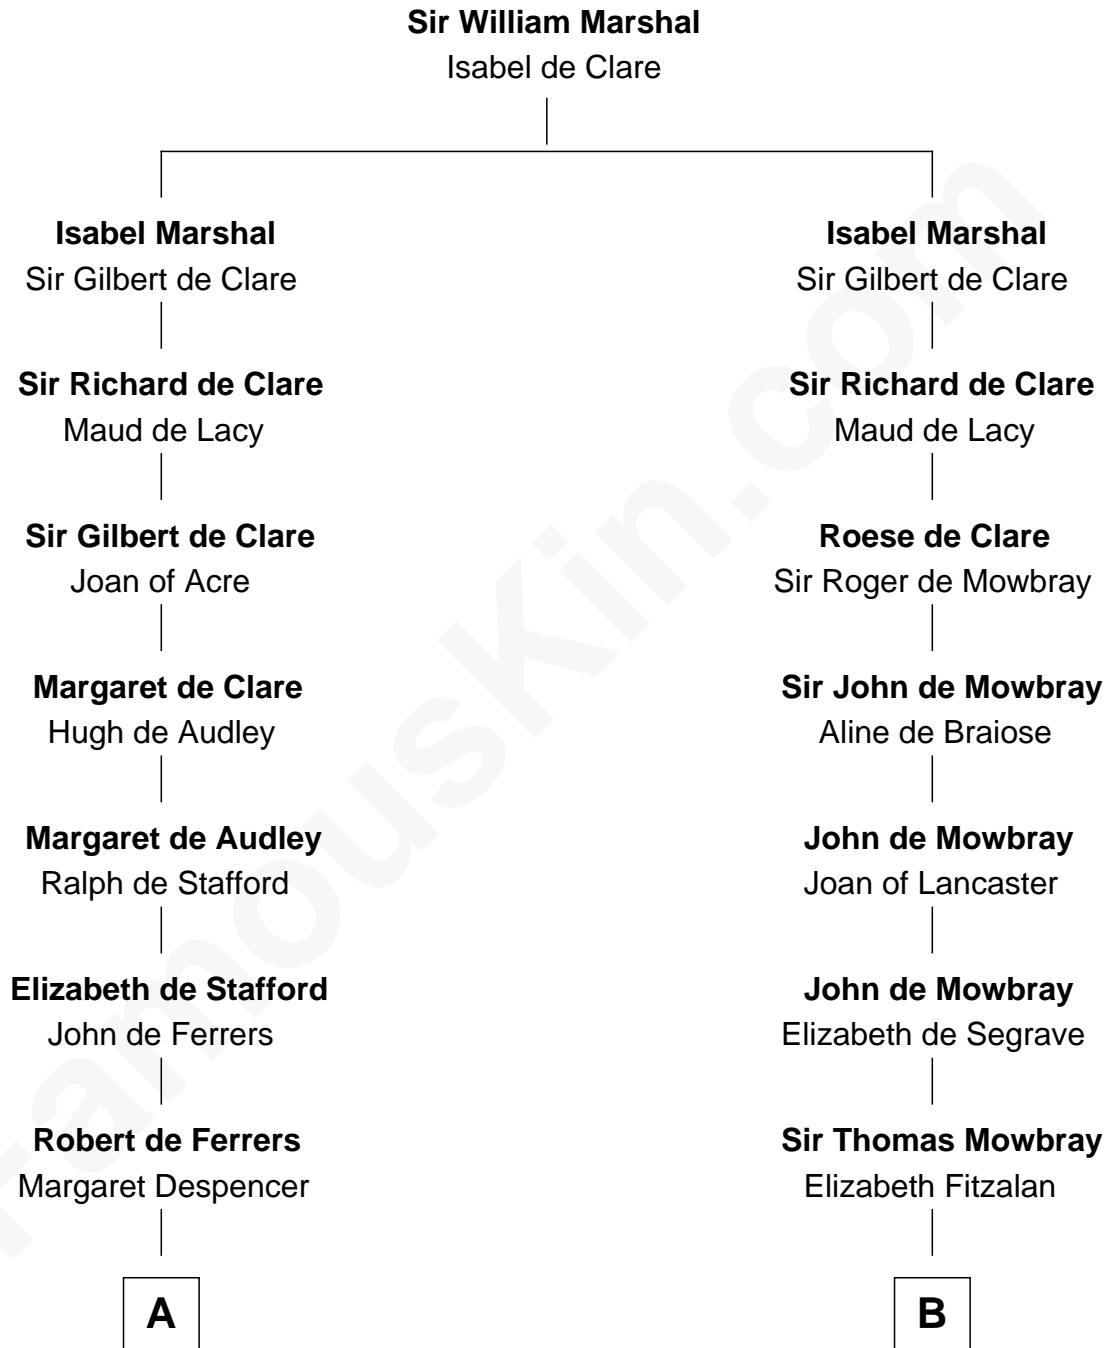 Sir William Marshal
Isabel de Clare
Isabel Marshal
Sir Gilbert de Clare
Isabel Marshal
Sir Gilbert de Clare
Sir Richard de Clare
Maud de Lacy
Sir Richard de Clare
Maud de Lacy
Sir Gilbert de Clare
Joan of Acre
Roese de Clare
Sir Roger de Mowbray
Margaret de Clare
Hugh de Audley
Sir John de Mowbray
Aline de Braiose
Margaret de Audley
Ralph de Stafford
John de Mowbray
Joan of Lancaster
Elizabeth de Stafford
John de Ferrers
John de Mowbray
Elizabeth de Segrave
Robert de Ferrers
Margaret Despencer
Sir Thomas Mowbray
Elizabeth Fitzalan
A
B
FamousKin.com